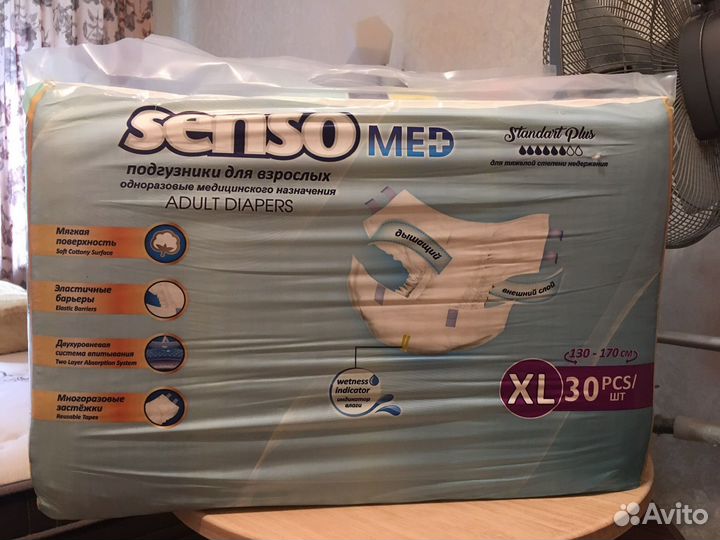 senso MED
подгузники для взрослых
одноразовые медицинского назначения
ADULT DIAPERS
Standart Plus
для тяжелой степени недержания
Мягкая
поверхность
Soft Cottony Surface
Эластичные
барьеры
Elastic Barriers
Двухуровневая
система впитывания
Two Layer Absorption System
Многоразовые
застёжки
Reusable Tapes
дышащий
внешний слой
wetness
indicator
индикатор
влаги
130 - 170 см
XL 30 PCS/
ШТ
Avito